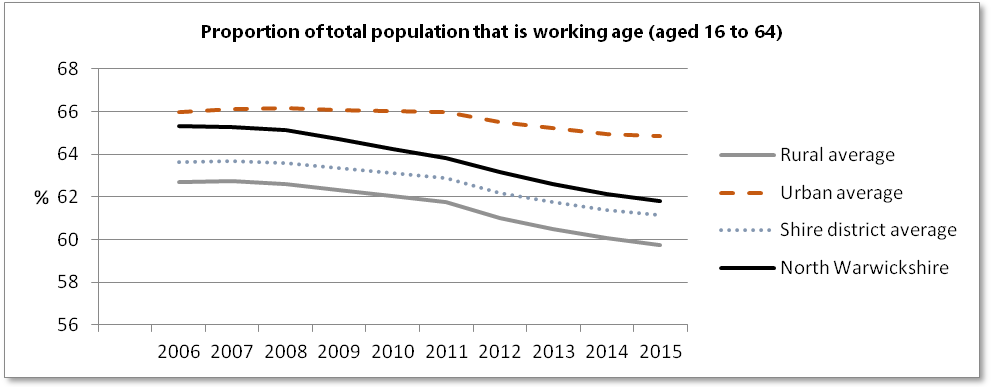 Proportion of total population that is working age (aged 16 to 64)
68
66
64
62
60
58
56
%
2006 2007 2008 2009 2010 2011 2012 2013 2014 2015
Rural average
Urban average
Shire district average
North Warwickshire